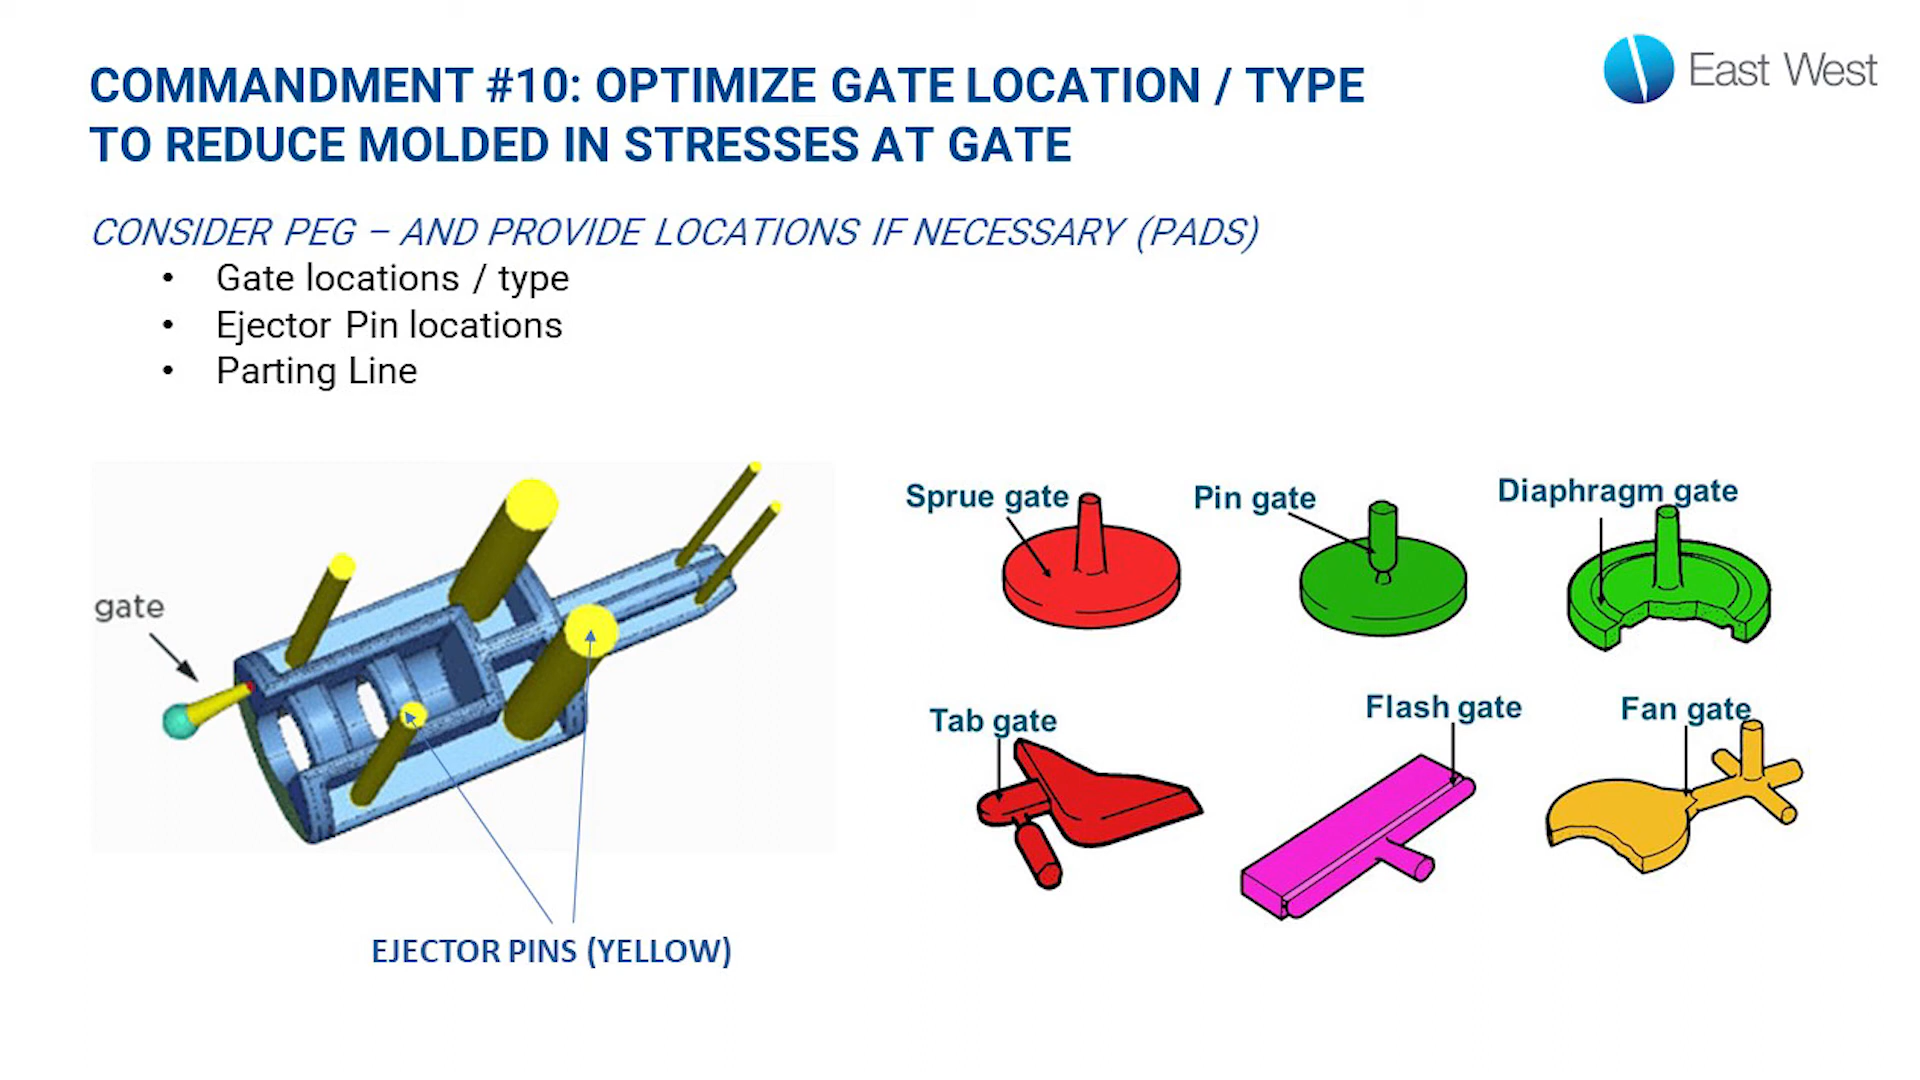 East West
COMMANDMENT #10: OPTIMIZE GATE LOCATION / TYPE
TO REDUCE MOLDED IN STRESSES AT GATE
CONSIDER PEG – AND PROVIDE LOCATIONS IF NECESSARY (PADS)
• Gate locations / type
• Ejector Pin locations
• Parting Line
gate
EJECTOR PINS (YELLOW)
Sprue gate
Pin gate
Diaphragm gate
Tab gate
Flash gate
Fan gate